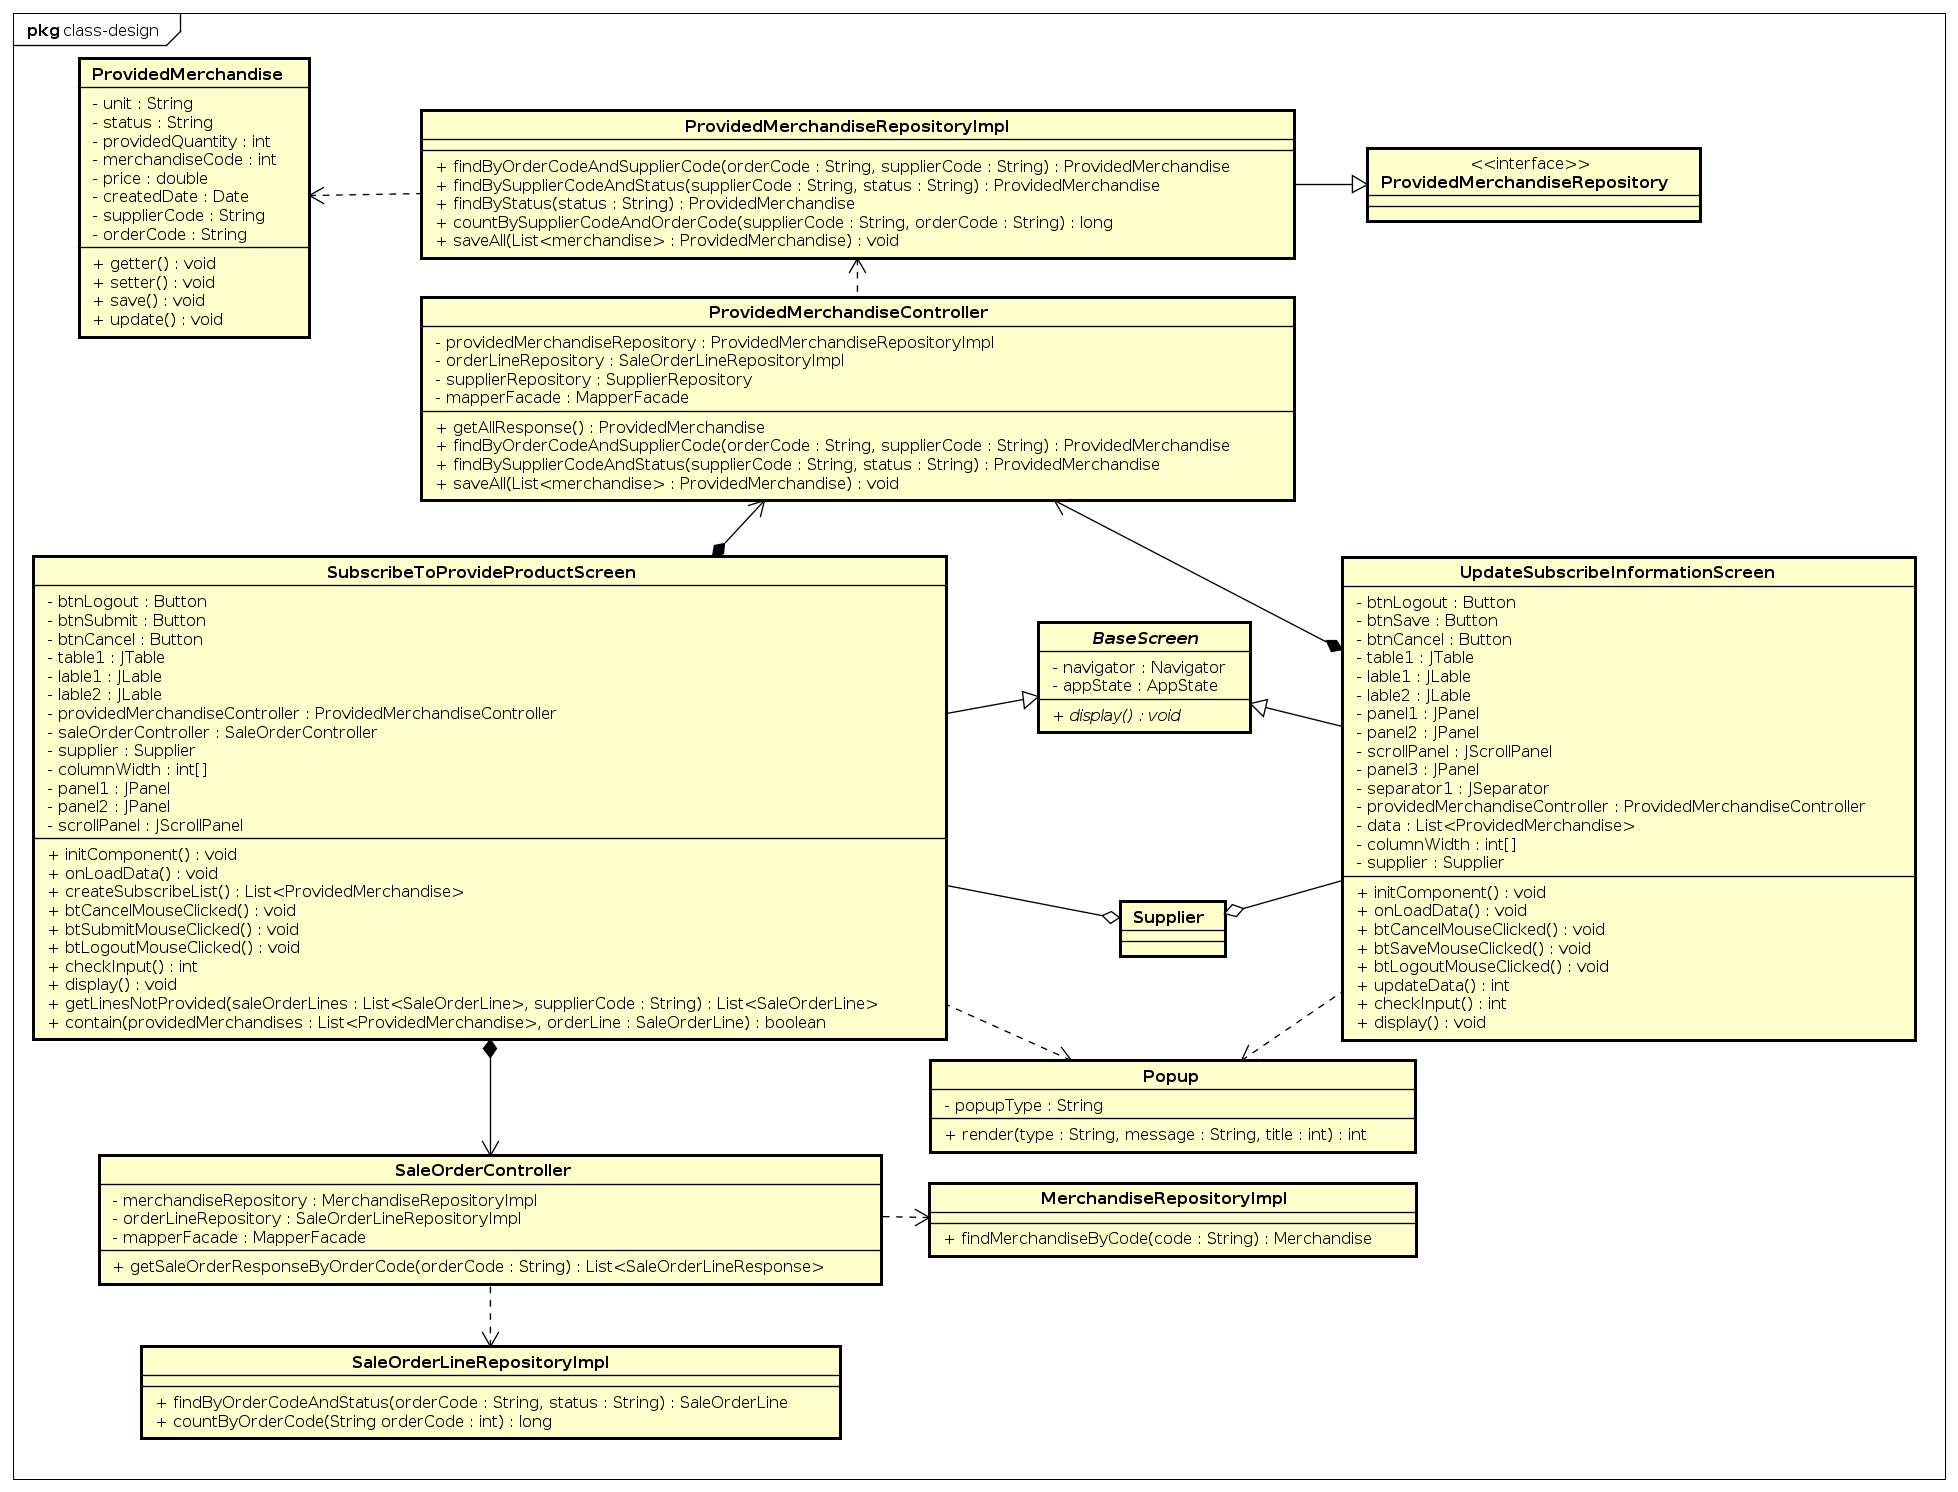 pkg class-design
ProvidedMerchandise
- unit : String
- status : String
- providedQuantity : int
- merchandiseCode : int
- price : double
- createdDate : Date
- supplierCode : String
- orderCode : String
+ getter() : void
+ setter() : void
+ save() : void
+ update() : void
ProvidedMerchandiseRepositoryImpl
+ findByOrderCodeAndSupplierCode(orderCode : String, supplierCode : String) : ProvidedMerchandise
+ findBySupplierCodeAndStatus(supplierCode : String, status : String) : ProvidedMerchandise
+ findByStatus(status : String) : ProvidedMerchandise
+ countBySupplierCodeAndOrderCode(supplierCode : String, orderCode : String) : long
+ saveAll(List<merchandise> : ProvidedMerchandise) : void
<<interface>>
ProvidedMerchandiseRepository
ProvidedMerchandiseController
- providedMerchandiseRepository : ProvidedMerchandiseRepositoryImpl
- orderLineRepository : SaleOrderLineRepositoryImpl
- supplierRepository : SupplierRepository
- mapperFacade : MapperFacade
+ getAllResponse() : ProvidedMerchandise
+ findByOrderCodeAndSupplierCode(orderCode : String, supplierCode : String) : ProvidedMerchandise
+ findBySupplierCodeAndStatus(supplierCode : String, status : String) : ProvidedMerchandise
+ saveAll(List<merchandise> : ProvidedMerchandise) : void
SubscribeToProvideProductScreen
- btnLogout : Button
- btnSubmit : Button
- btnCancel : Button
- table1 : JTable
- lable1 : JLable
- lable2 : JLable
- providedMerchandiseController : ProvidedMerchandiseController
- saleOrderController : SaleOrderController
- supplier : Supplier
- columnWidth : int[]
- panel1 : JPanel
- panel2 : JPanel
- scrollPanel : JScrollPanel
+ initComponent() : void
+ onLoadData() : void
+ createSubscribeList() : List<ProvidedMerchandise>
+ btCancelMouseClicked() : void
+ btSubmitMouseClicked() : void
+ btLogoutMouseClicked() : void
+ checkInput() : int
+ display() : void
+ getLinesNotProvided(saleOrderLines : List<SaleOrderLine>, supplierCode : String) : List<SaleOrderLine>
+ contain(providedMerchandises : List<ProvidedMerchandise>, orderLine : SaleOrderLine) : boolean
BaseScreen
- navigator : Navigator
- appState : AppState
+ display() : void
UpdateSubscribeInformationScreen
- btnLogout : Button
- btnSave : Button
- btnCancel : Button
- table1 : JTable
- lable1 : JLable
- lable2 : JLable
- panel1 : JPanel
- panel2 : JPanel
- scrollPanel : JScrollPanel
- panel3 : JPanel
- separator1 : JSeparator
- providedMerchandiseController : ProvidedMerchandiseController
- data : List<ProvidedMerchandise>
- columnWidth : int[]
- supplier : Supplier
+ initComponent() : void
+ onLoadData() : void
+ btCancelMouseClicked() : void
+ btSaveMouseClicked() : void
+ btLogoutMouseClicked() : void
+ updateData() : int
+ checkInput() : int
+ display() : void
Supplier
Popup
- popupType : String
+ render(type : String, message : String, title : int) : int
SaleOrderController
- merchandiseRepository : MerchandiseRepositoryImpl
- orderLineRepository : SaleOrderLineRepositoryImpl
- mapperFacade : MapperFacade
+ getSaleOrderResponseByOrderCode(orderCode : String) : List<SaleOrderLineResponse>
MerchandiseRepositoryImpl
+ findMerchandiseByCode(code : String) : Merchandise
SaleOrderLineRepositoryImpl
+ findByOrderCodeAndStatus(orderCode : String, status : String) : SaleOrderLine
+ countByOrderCode(String orderCode : int) : long